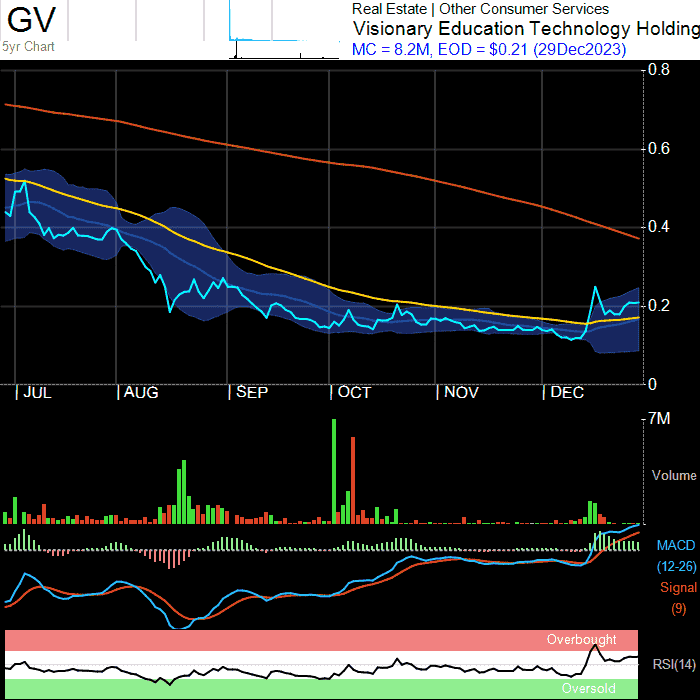 GV
5yr Chart
Real Estate | Other Consumer Services
Visionary Education Technology Holding
MC = 8.2M, EOD = $0.21 (29Dec2023)
0.8
0.6
0.4
0.2
0
| JUL | AUG | SEP | OCT | NOV | DEC
7M
Volume
MACD
(12-26)
Signal
(9)
Overbought
RSI(14)
Oversold